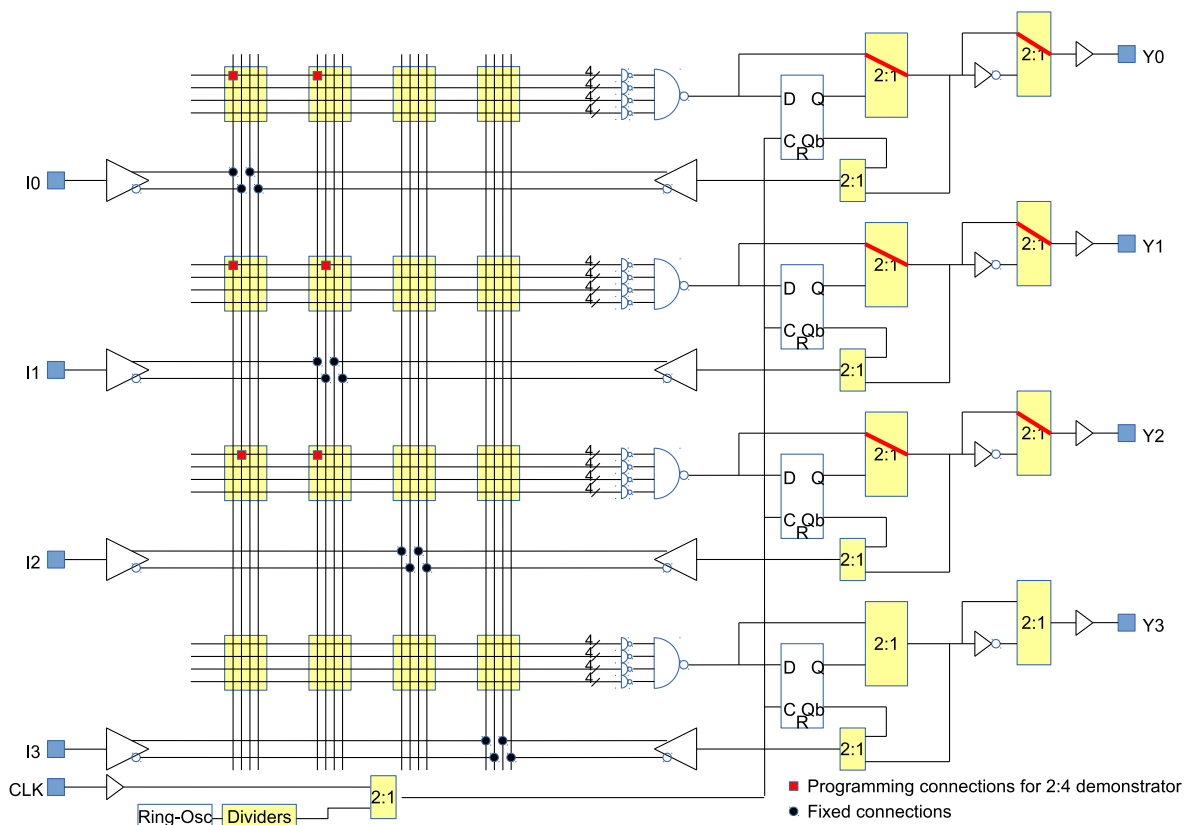 4
4
4
4
2:1
2:1
Y0
D Q
C Qb
R
2:1
I0
4
4
4
4
2:1
2:1
Y1
D Q
C Qb
R
2:1
I1
4
4
4
4
2:1
2:1
Y2
D Q
C Qb
R
2:1
I2
4
4
4
4
2:1
2:1
Y3
D Q
C Qb
R
2:1
I3
CLK
2:1
Ring-Osc
Dividers
Programming connections for 2:4 demonstrator
Fixed connections